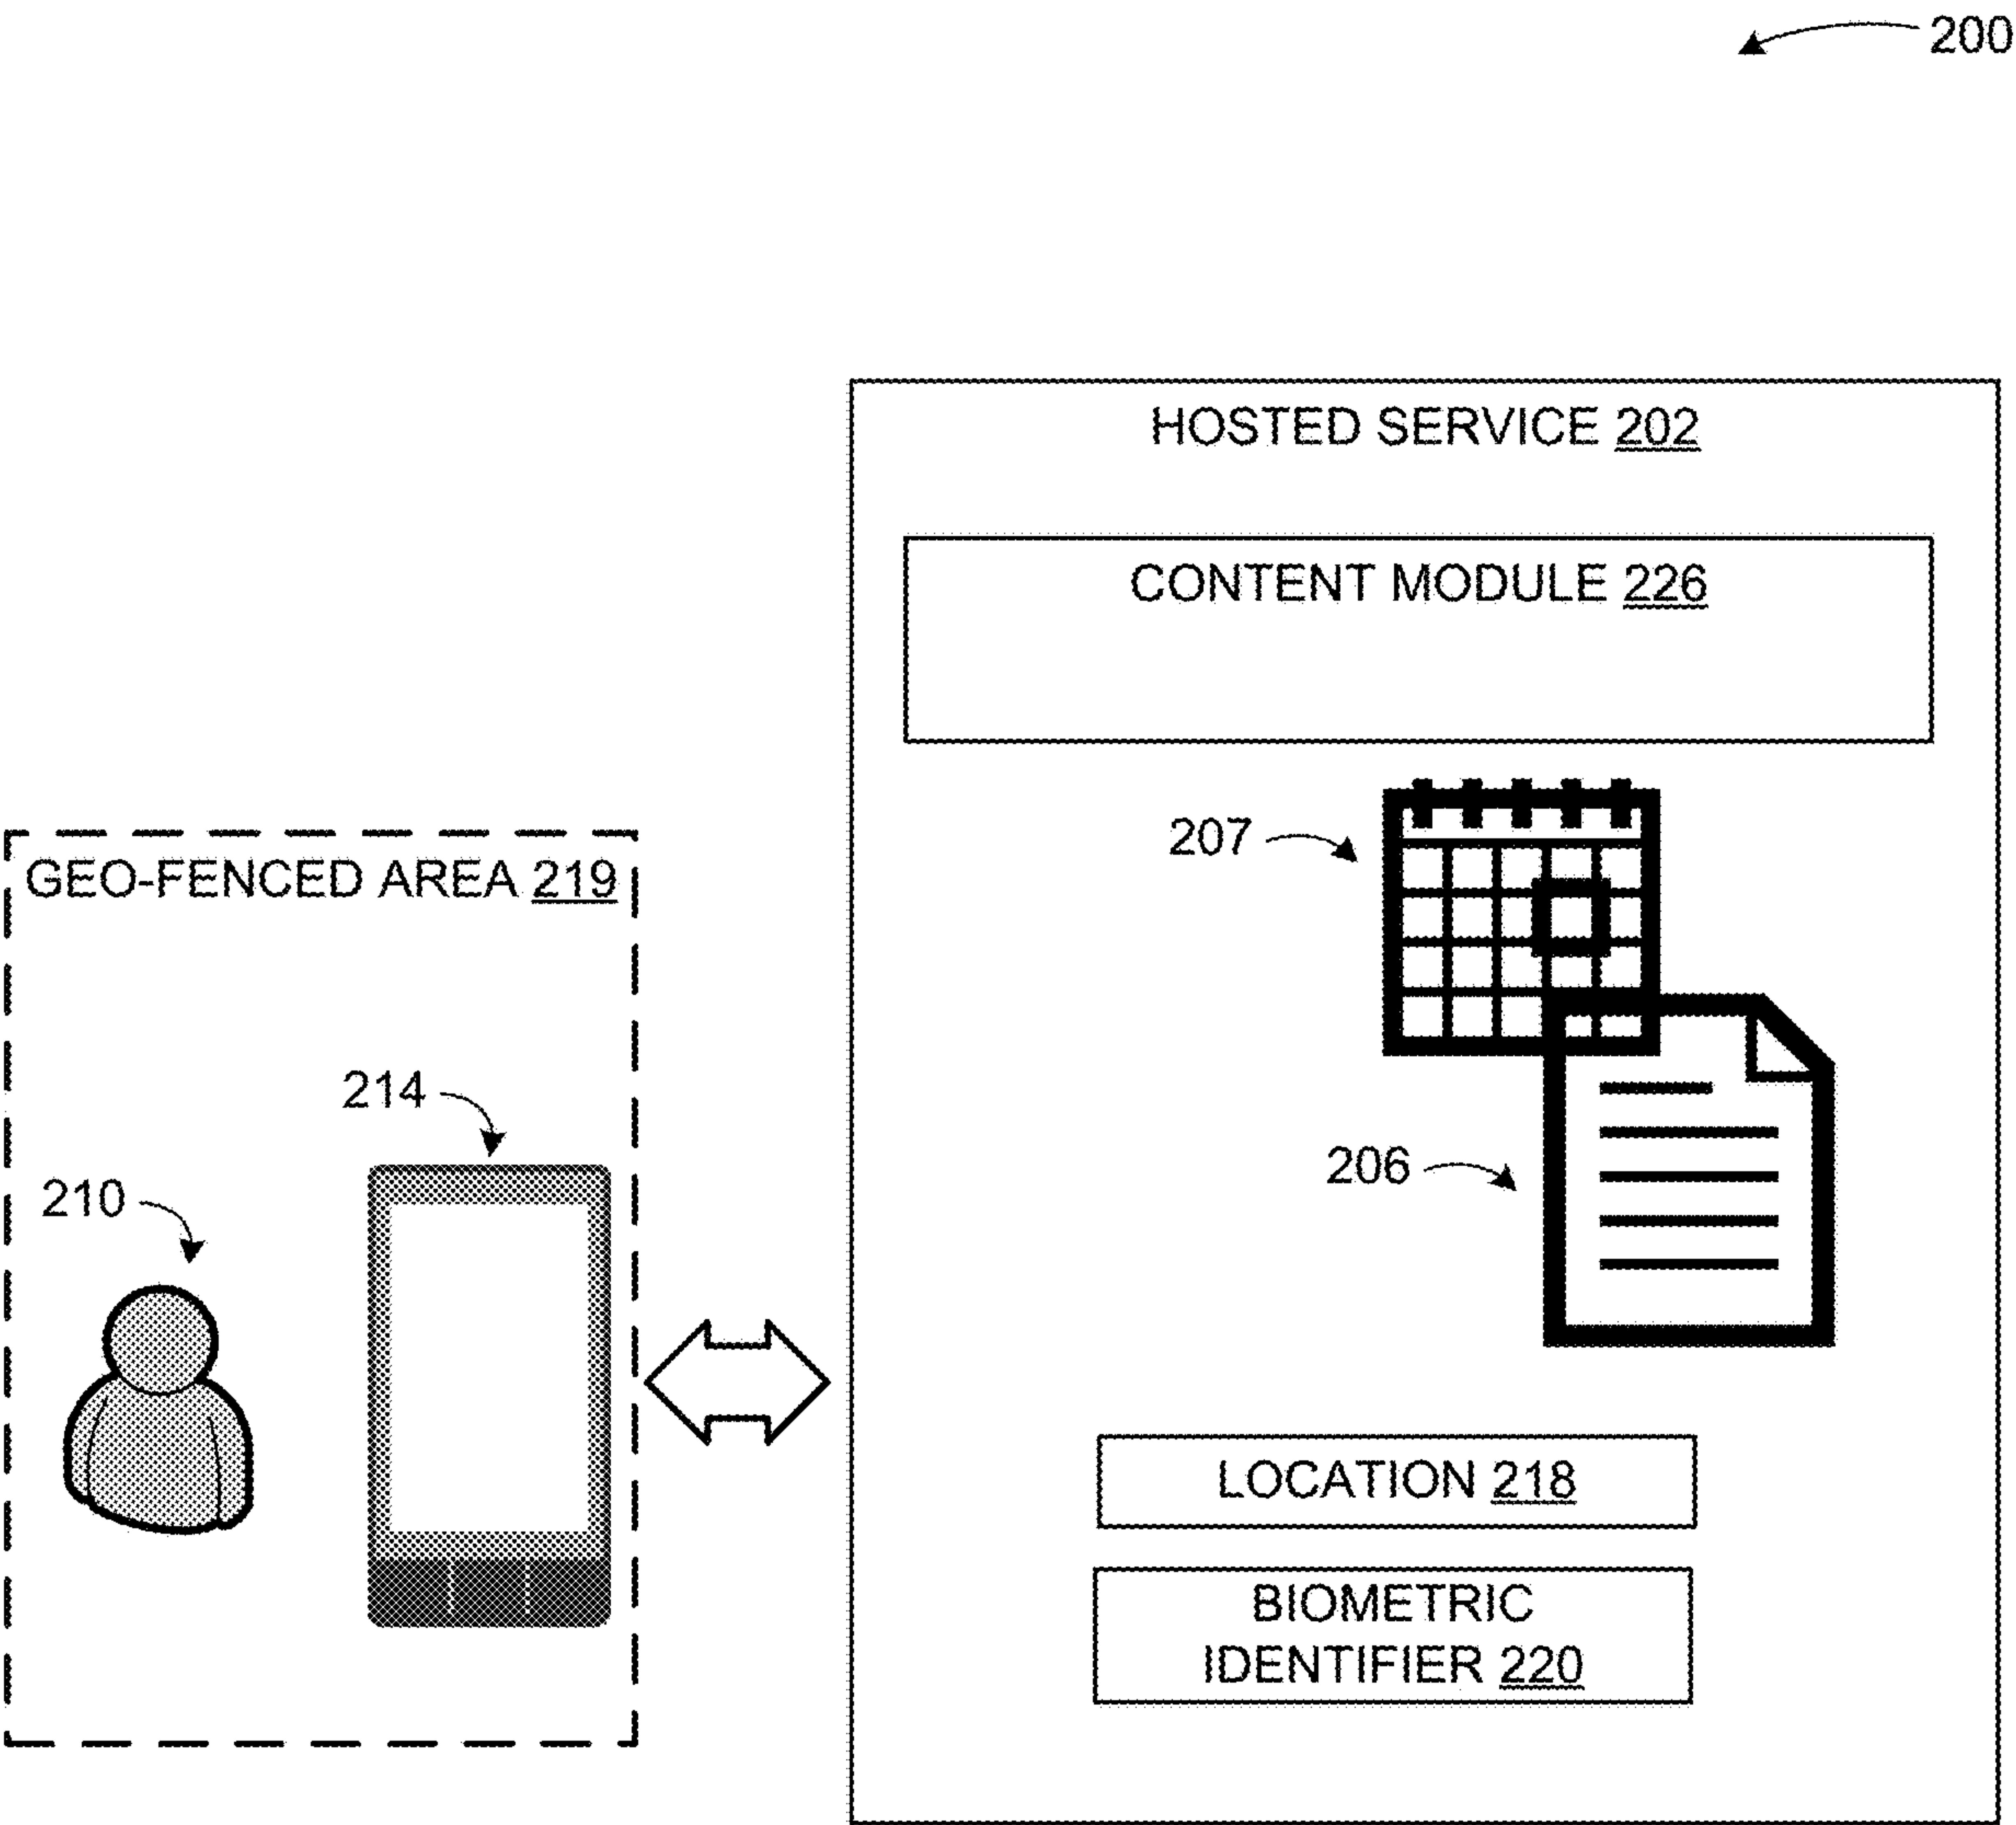 200
HOSTED SERVICE 202
CONTENT MODULE 226
207
GEO-FENCED AREA 219
214
206
210
LOCATION 218
BIOMETRIC
IDENTIFIER 220